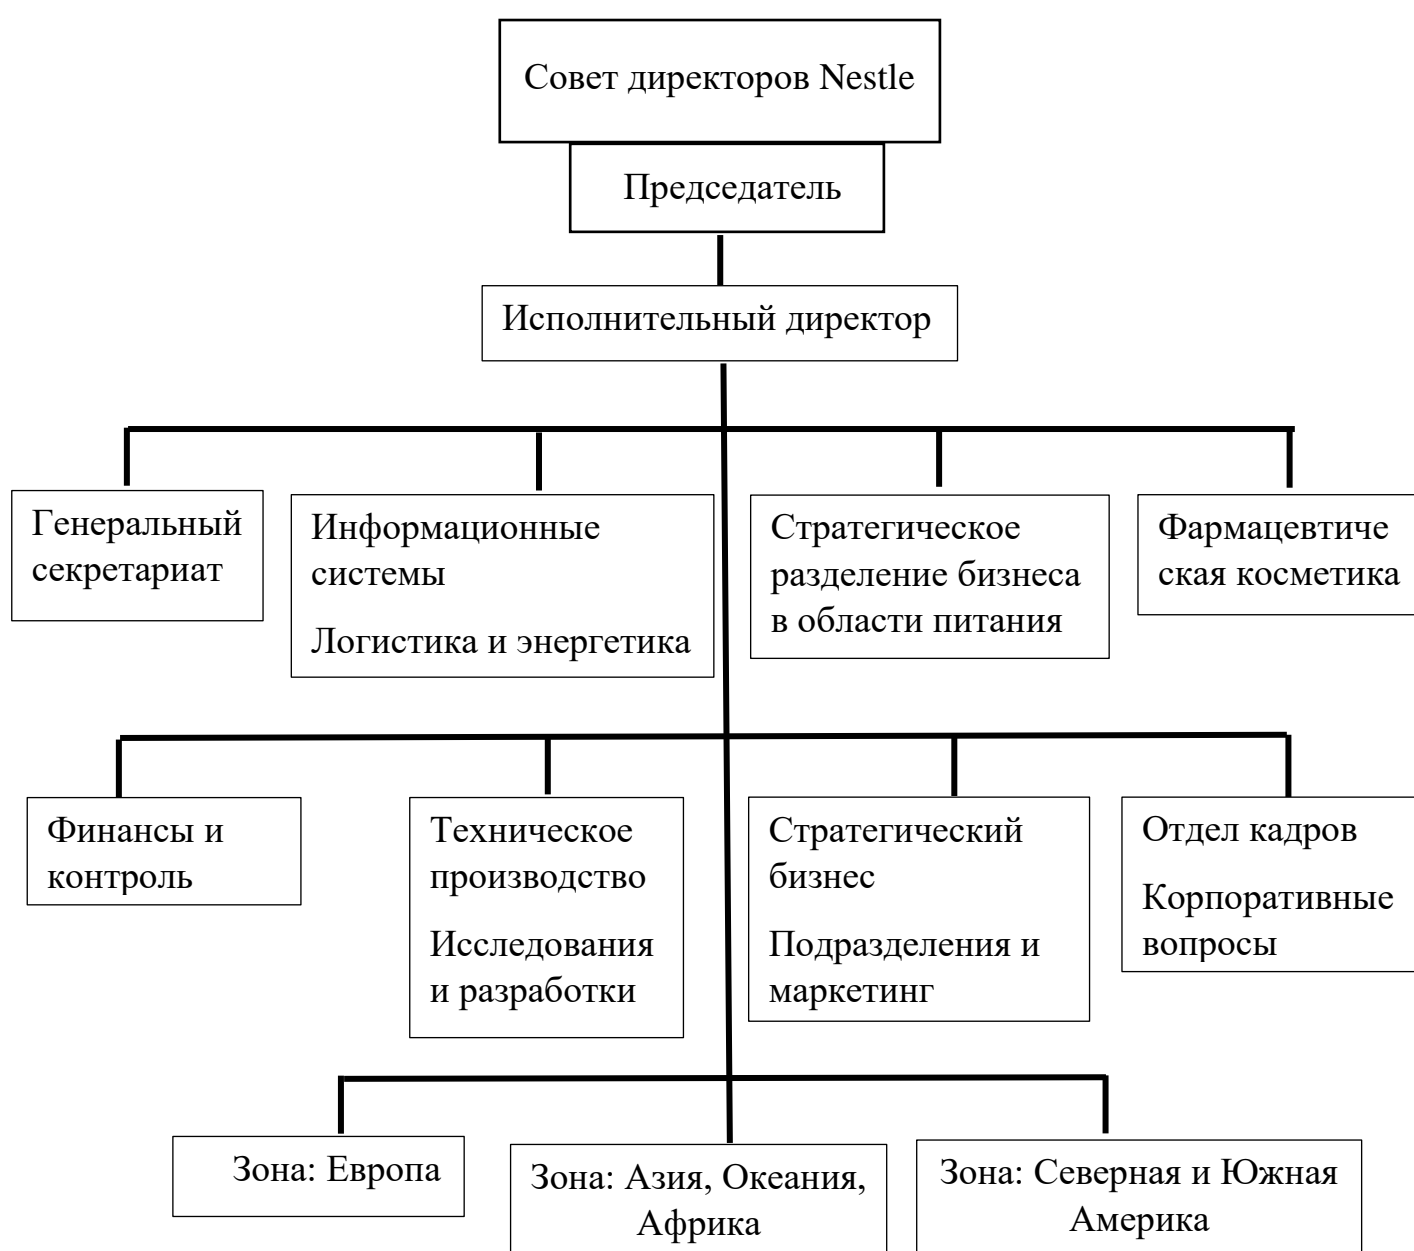 Совет директоров Nestle
Председатель
Исполнительный директор
Генеральный
секретариат
Информационные
системы
Логистика и энергетика
Стратегическое
разделение бизнеса
в области питания
Фармацевтиче
ская косметика
Финансы и
контроль
Техническое
производство
Исследования
и разработки
Стратегический
бизнес
Подразделения и
маркетинг
Отдел кадров
Корпоративные
вопросы
Зона: Европа
Зона: Азия, Океания,
Африка
Зона: Северная и Южная
Америка